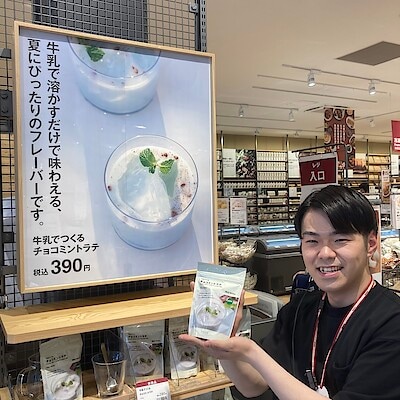 牛乳で溶かすだけで味わえる、
夏にぴったりのフレーバーです。
牛乳でつくる
チョコミントラテ
税込390円
レジ
入口